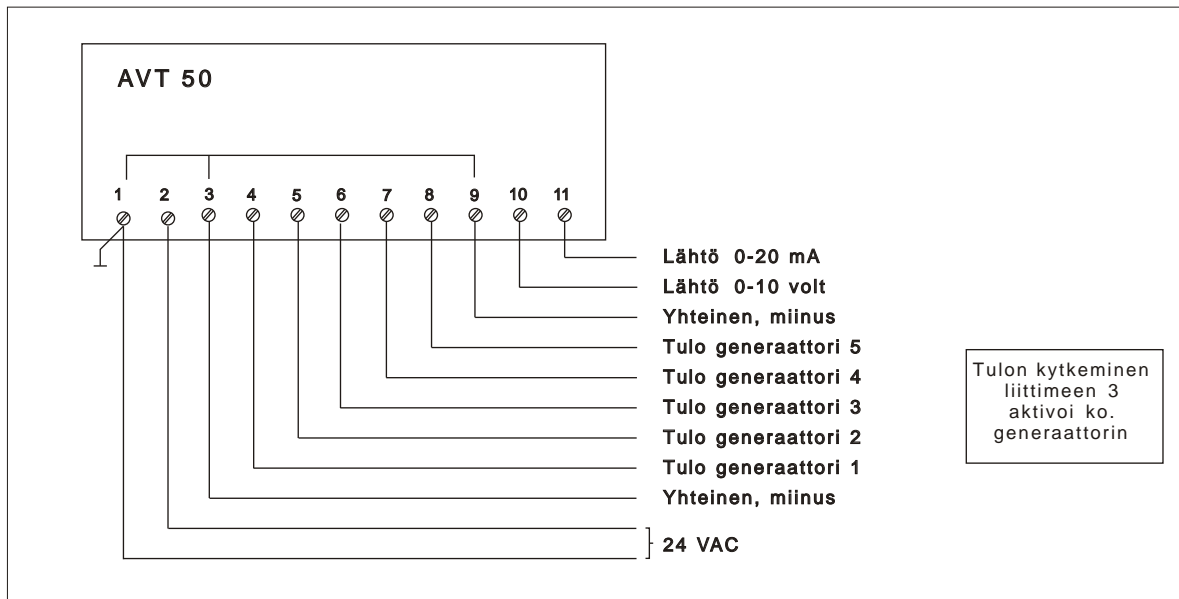 AVT 50
1 2 3 4 5 6 7 8 9 10 11
Lähtö 0-20 mA
Lähtö 0-10 volt
Yhteinen, miinus
Tulo generaattori 5
Tulo generaattori 4
Tulo generaattori 3
Tulo generaattori 2
Tulo generaattori 1
Yhteinen, miinus
24 VAC
Tulon kytkeminen
liittimeen 3
aktivoi ko.
generaattorin